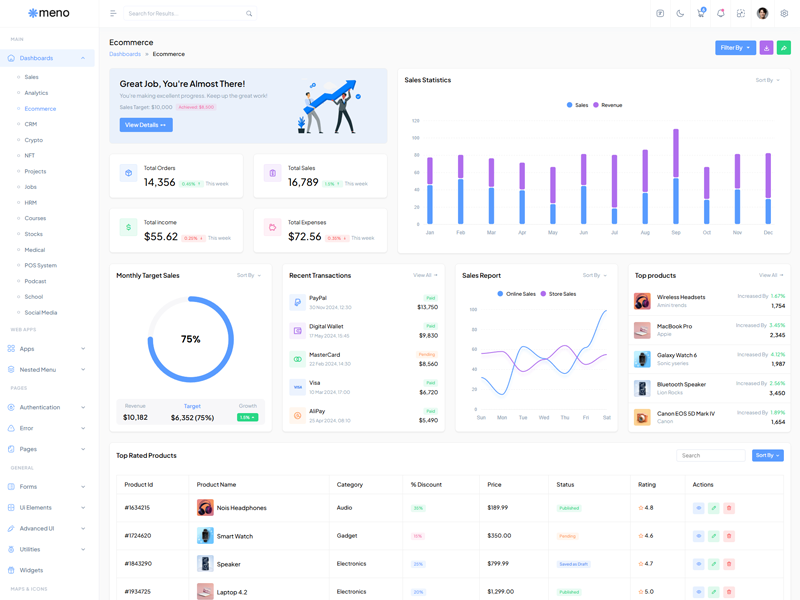 meno
Search for Results...
4
MAIN
Dashboards
Sales
Analytics
Ecommerce
CRM
Crypto
NFT
Projects
Jobs
HRM
Courses
Stocks
Medical
POS System
Podcast
School
Social Media
WEB APPS
Apps
Nested Menu
PAGES
Authentication
Error
Pages
GENERAL
Forms
UI Elements
Advanced UI
Utilities
Widgets
MAPS & ICONS
Ecommerce
Dashboards » Ecommerce
Filter By
Great Job, You're Almost There!
You're making excellent progress. Keep up the great work!
Sales Target: $10,000
View Details
Total Orders
14,356 0.45% ↑ This week
Total Sales
16,789 This week
Total Income
$55.62 0.20% ↓ This week
Total Expenses
$72.56 0.35% ↓ This week
Sales Statistics
Sort By
Sales Revenue
120
100
80
60
40
20
0
Jan Feb Mar Apr May Jun Jul Aug Sep Oct Nov Dec
Monthly Target Sales
Sort By
75%
Revenue Target Growth
$10,182 $6,352 (75%) 1.5% ↑
Recent Transactions
View All
PayPal Paid
30 Nov 2024, 12:30 $13,750
Digital Wallet Paid
17 May 2024, 15:45 $9,830
MasterCard Pending
22 Feb 2024, 14:30 $8,560
VISA
Visa Paid
10 Mar 2024, 17:00 $6,720
AliPay Paid
25 Apr 2024, 08:10 $5,490
Sales Report
Sort By
Online Sales Store Sales
100
80
60
40
20
0
Sun Mon Tue Wed Thu Fri Sat
Top products
View All
Wireless Headsets Increased By 1.67%
Amini trends 1,754
MacBook Pro Increased By 2.45%
Apple 2,345
Galaxy Watch 6 Increased By 4.12%
Sonic yseries 1,987
Bluetooth Speaker Increased By 2.56%
Lion Rocks 3,450
Canon EOS 5D Mark IV Increased By 1.89%
Canon 1,654
Top Rated Products
Search
Sort By
Product Id Product Name Category % Discount Price Status Rating Actions
#1634215 Nois Headphones Audio $189.99 Published 4.8
#1724620 Smart Watch Gadget $350.00 Pending 4.6
#1843290 Speaker Electronics $799.99 Saved as Draft 4.7
#1934725 Laptop 4.2 Electronics $1,299.00 Published 5.0